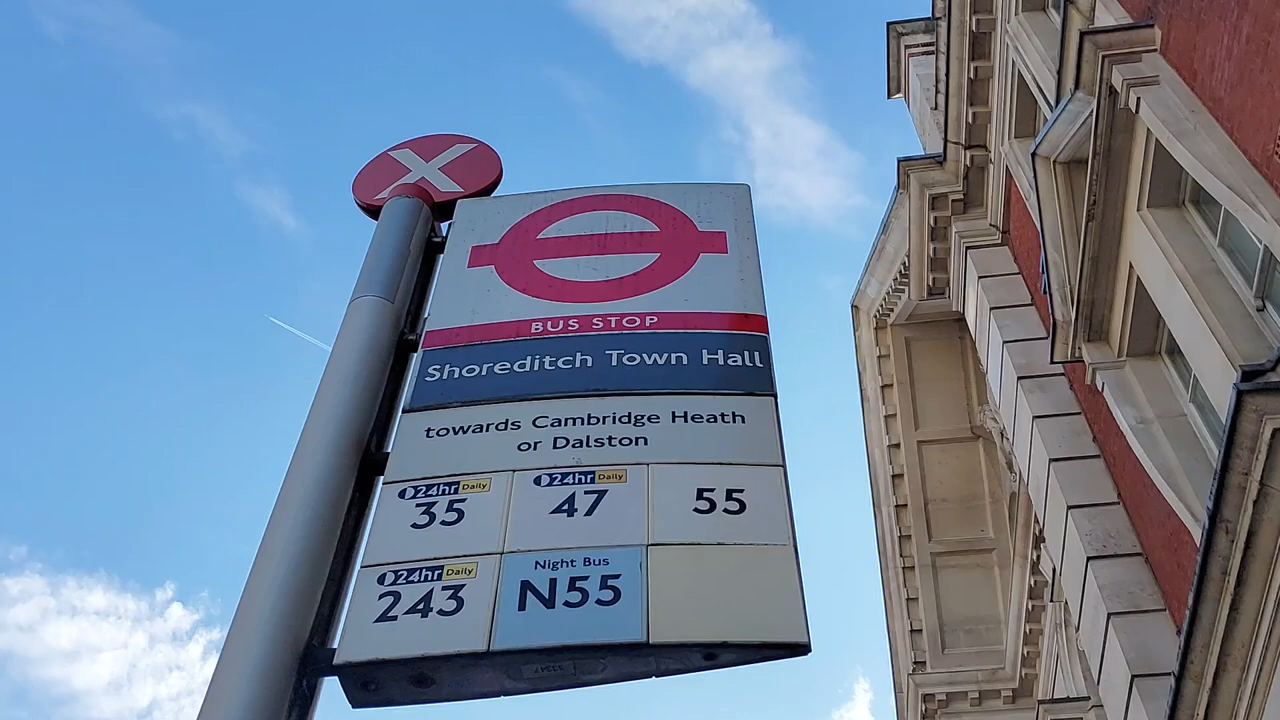 X
BUS STOP
Shoreditch Town Hall
towards Cambridge Heath
or Dalston
24hr Daily
35
24hr Daily
47
55
24hr Daily
243
Night Bus
N55